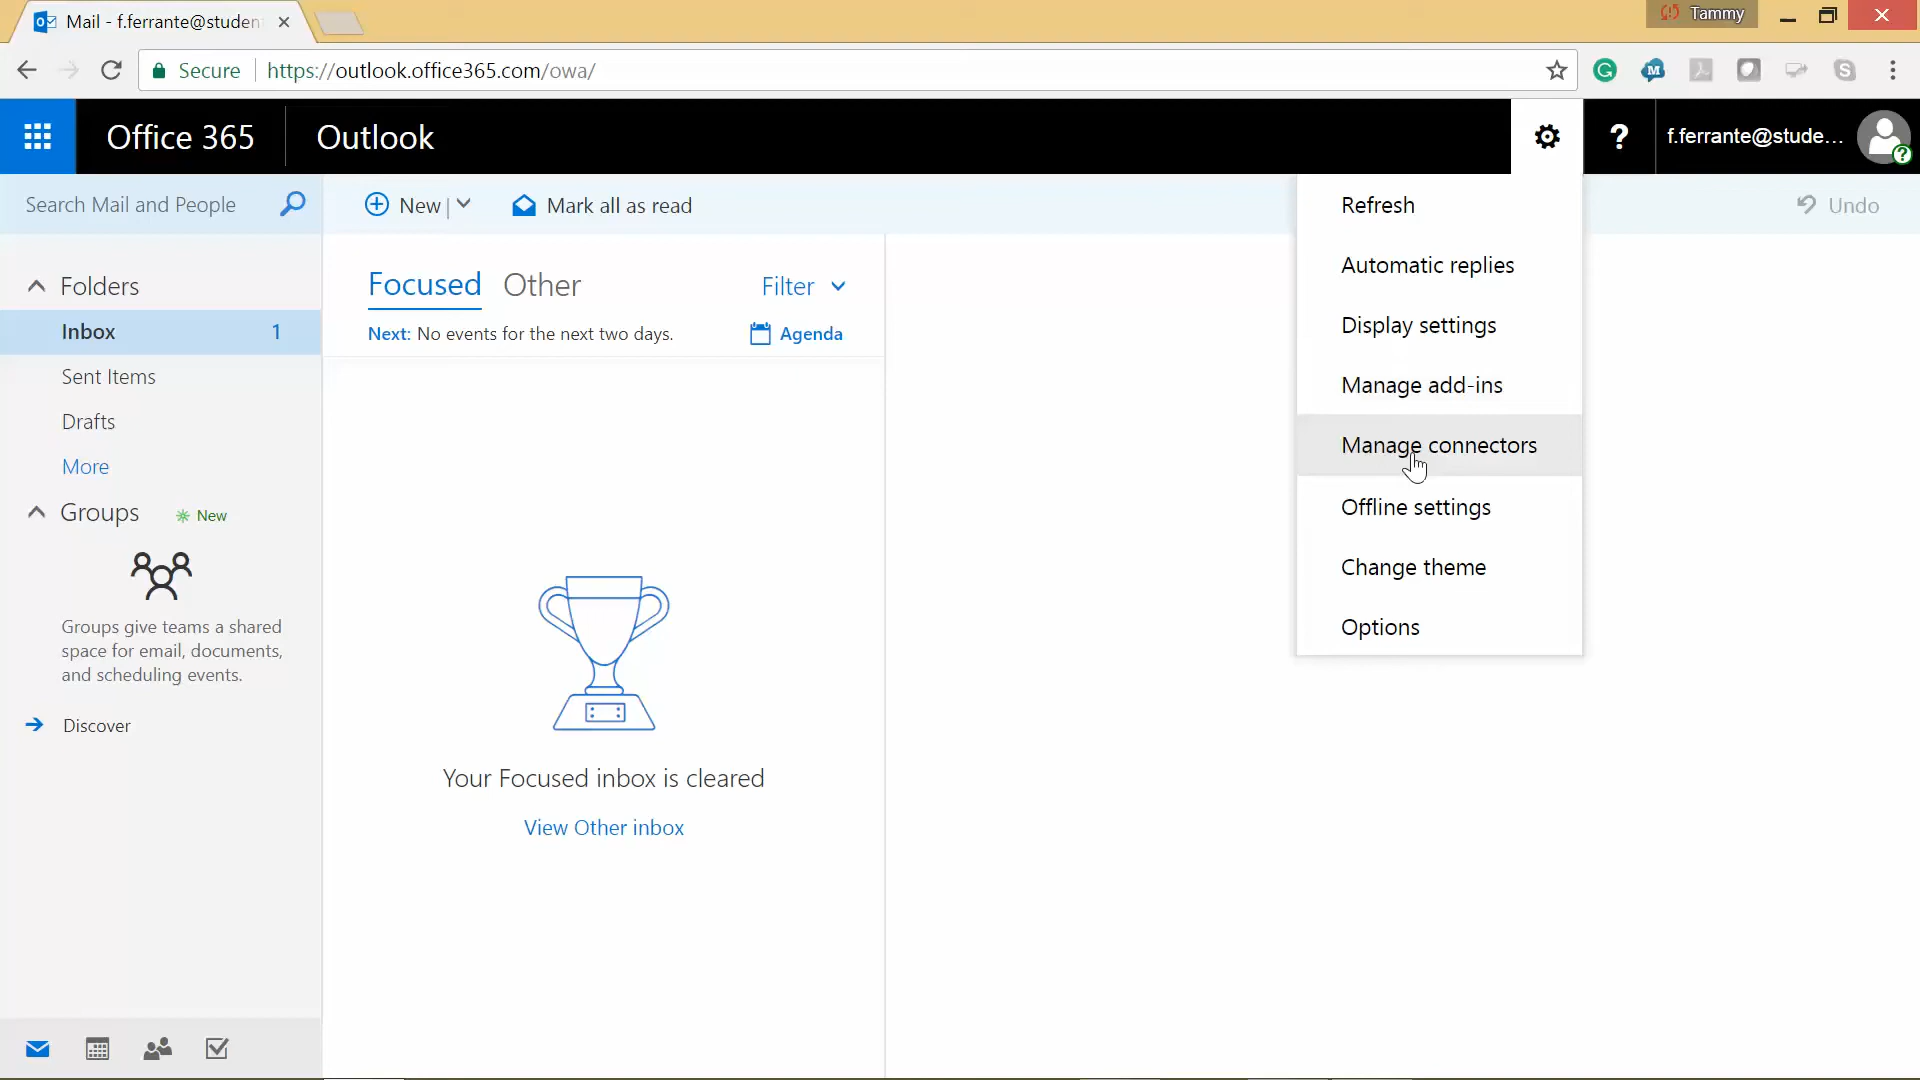 Mail - f.ferrante@studen
Tammy
Secure
https://outlook.office365.com/owa/
Office 365
Outlook
?
f.ferrante@stude...
Search Mail and People
New
Mark all as read
Undo
Folders
Inbox 1
Sent Items
Drafts
More
Groups
New
Groups give teams a shared
space for email, documents,
and scheduling events.
Discover
Focused Other
Filter
Next: No events for the next two days.
Agenda
Your Focused inbox is cleared
View Other inbox
Refresh
Automatic replies
Display settings
Manage add-ins
Manage connectors
Offline settings
Change theme
Options